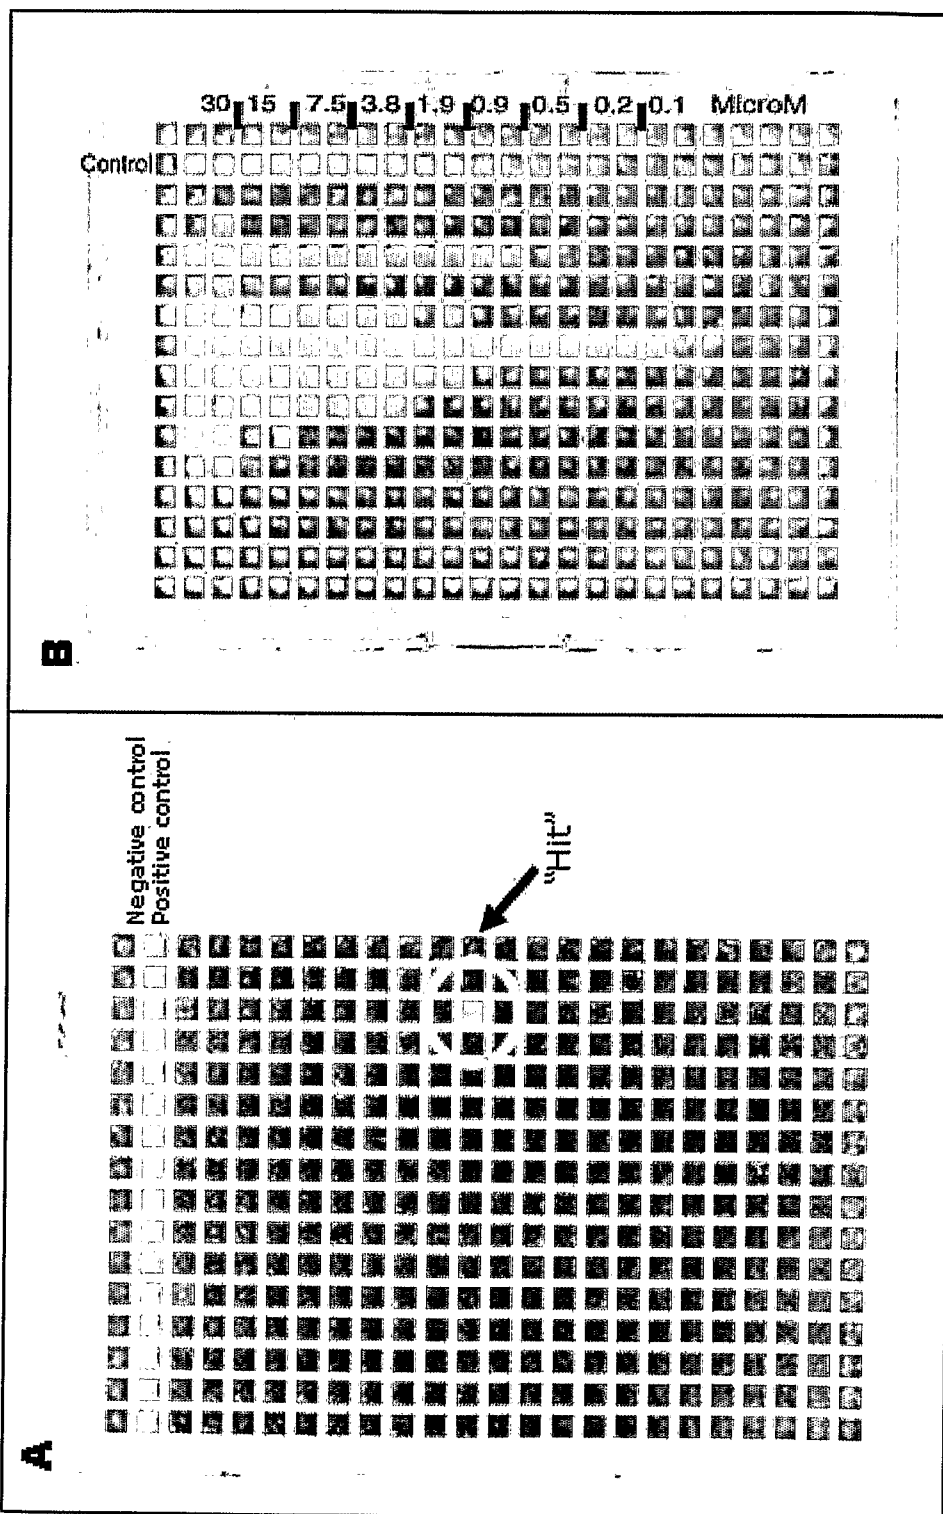 B
30 15 7.5 3.8 1.9 0.9 0.5 0.2 0.1 MicroM
Control
A
Negative control
Positive control
"Hit"